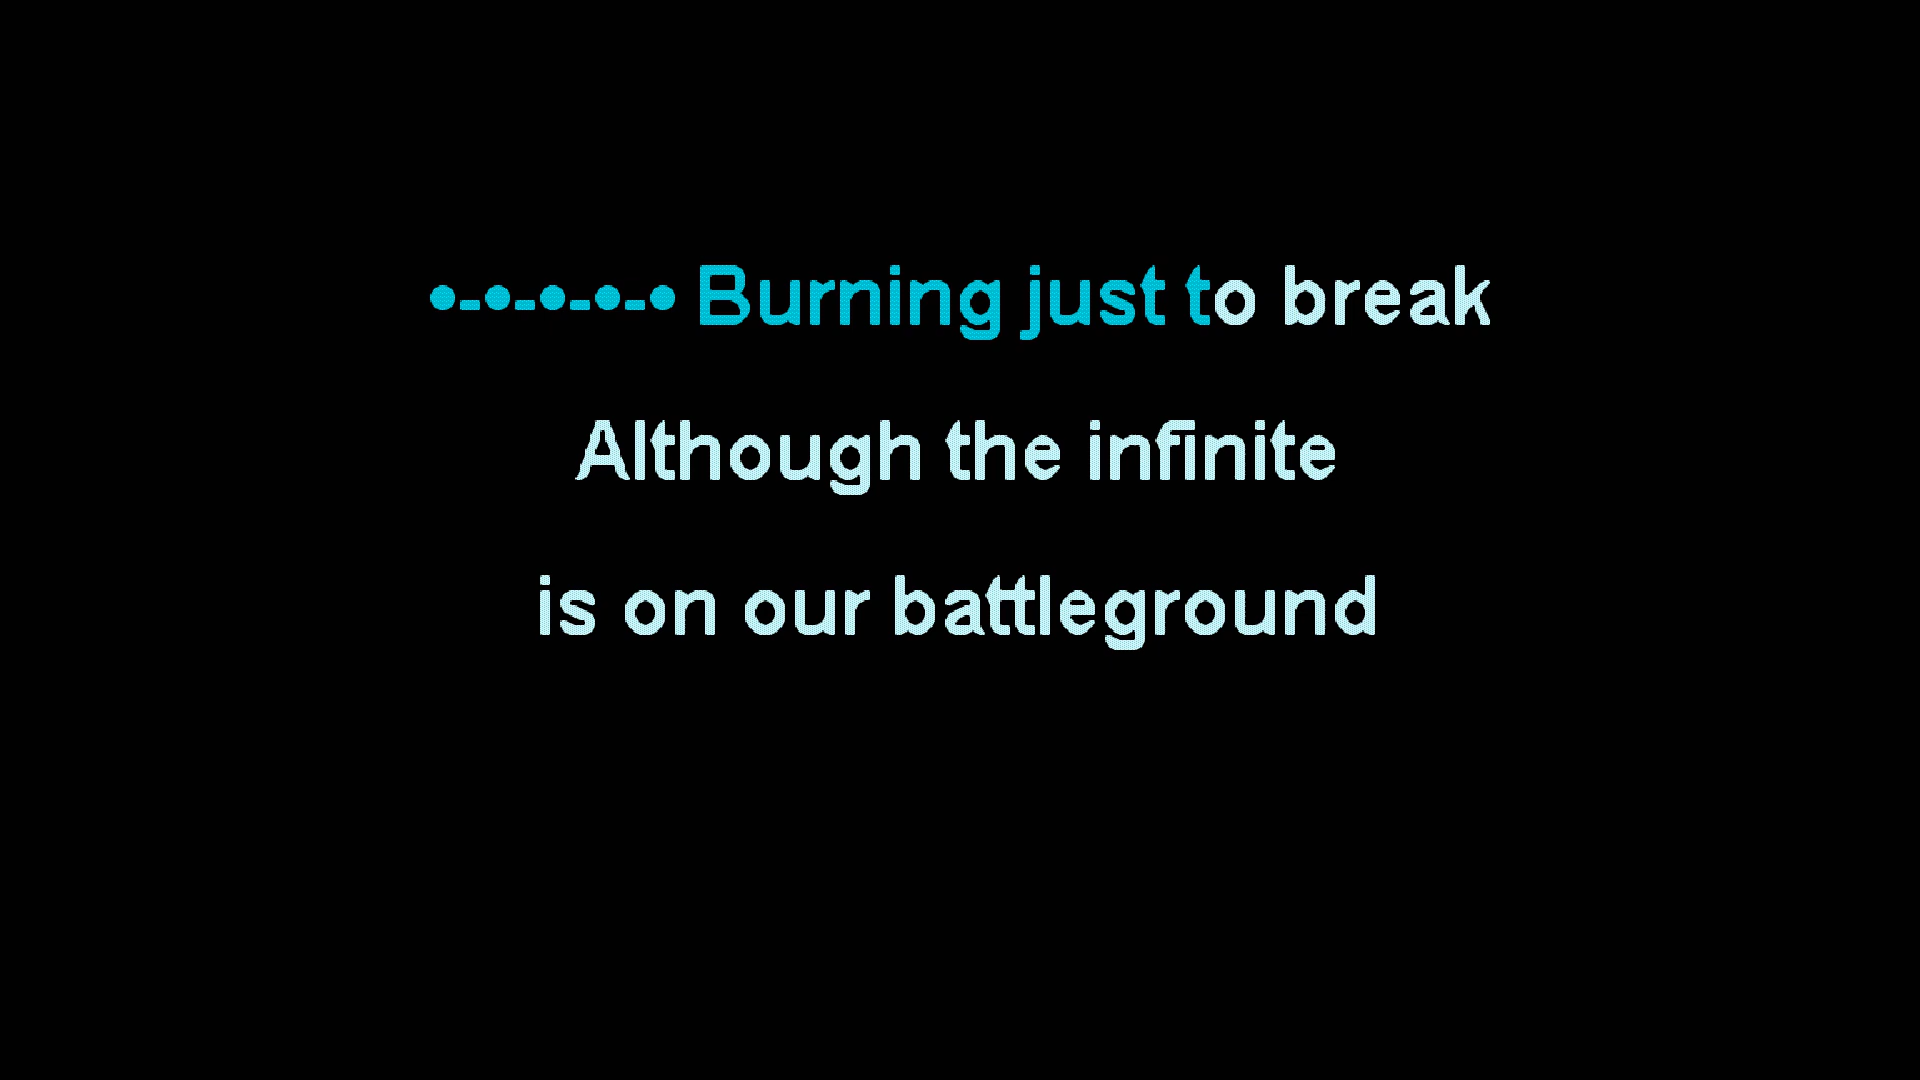 ●-●-●-●-● Burning just to break
Although the infinite
is on our battleground